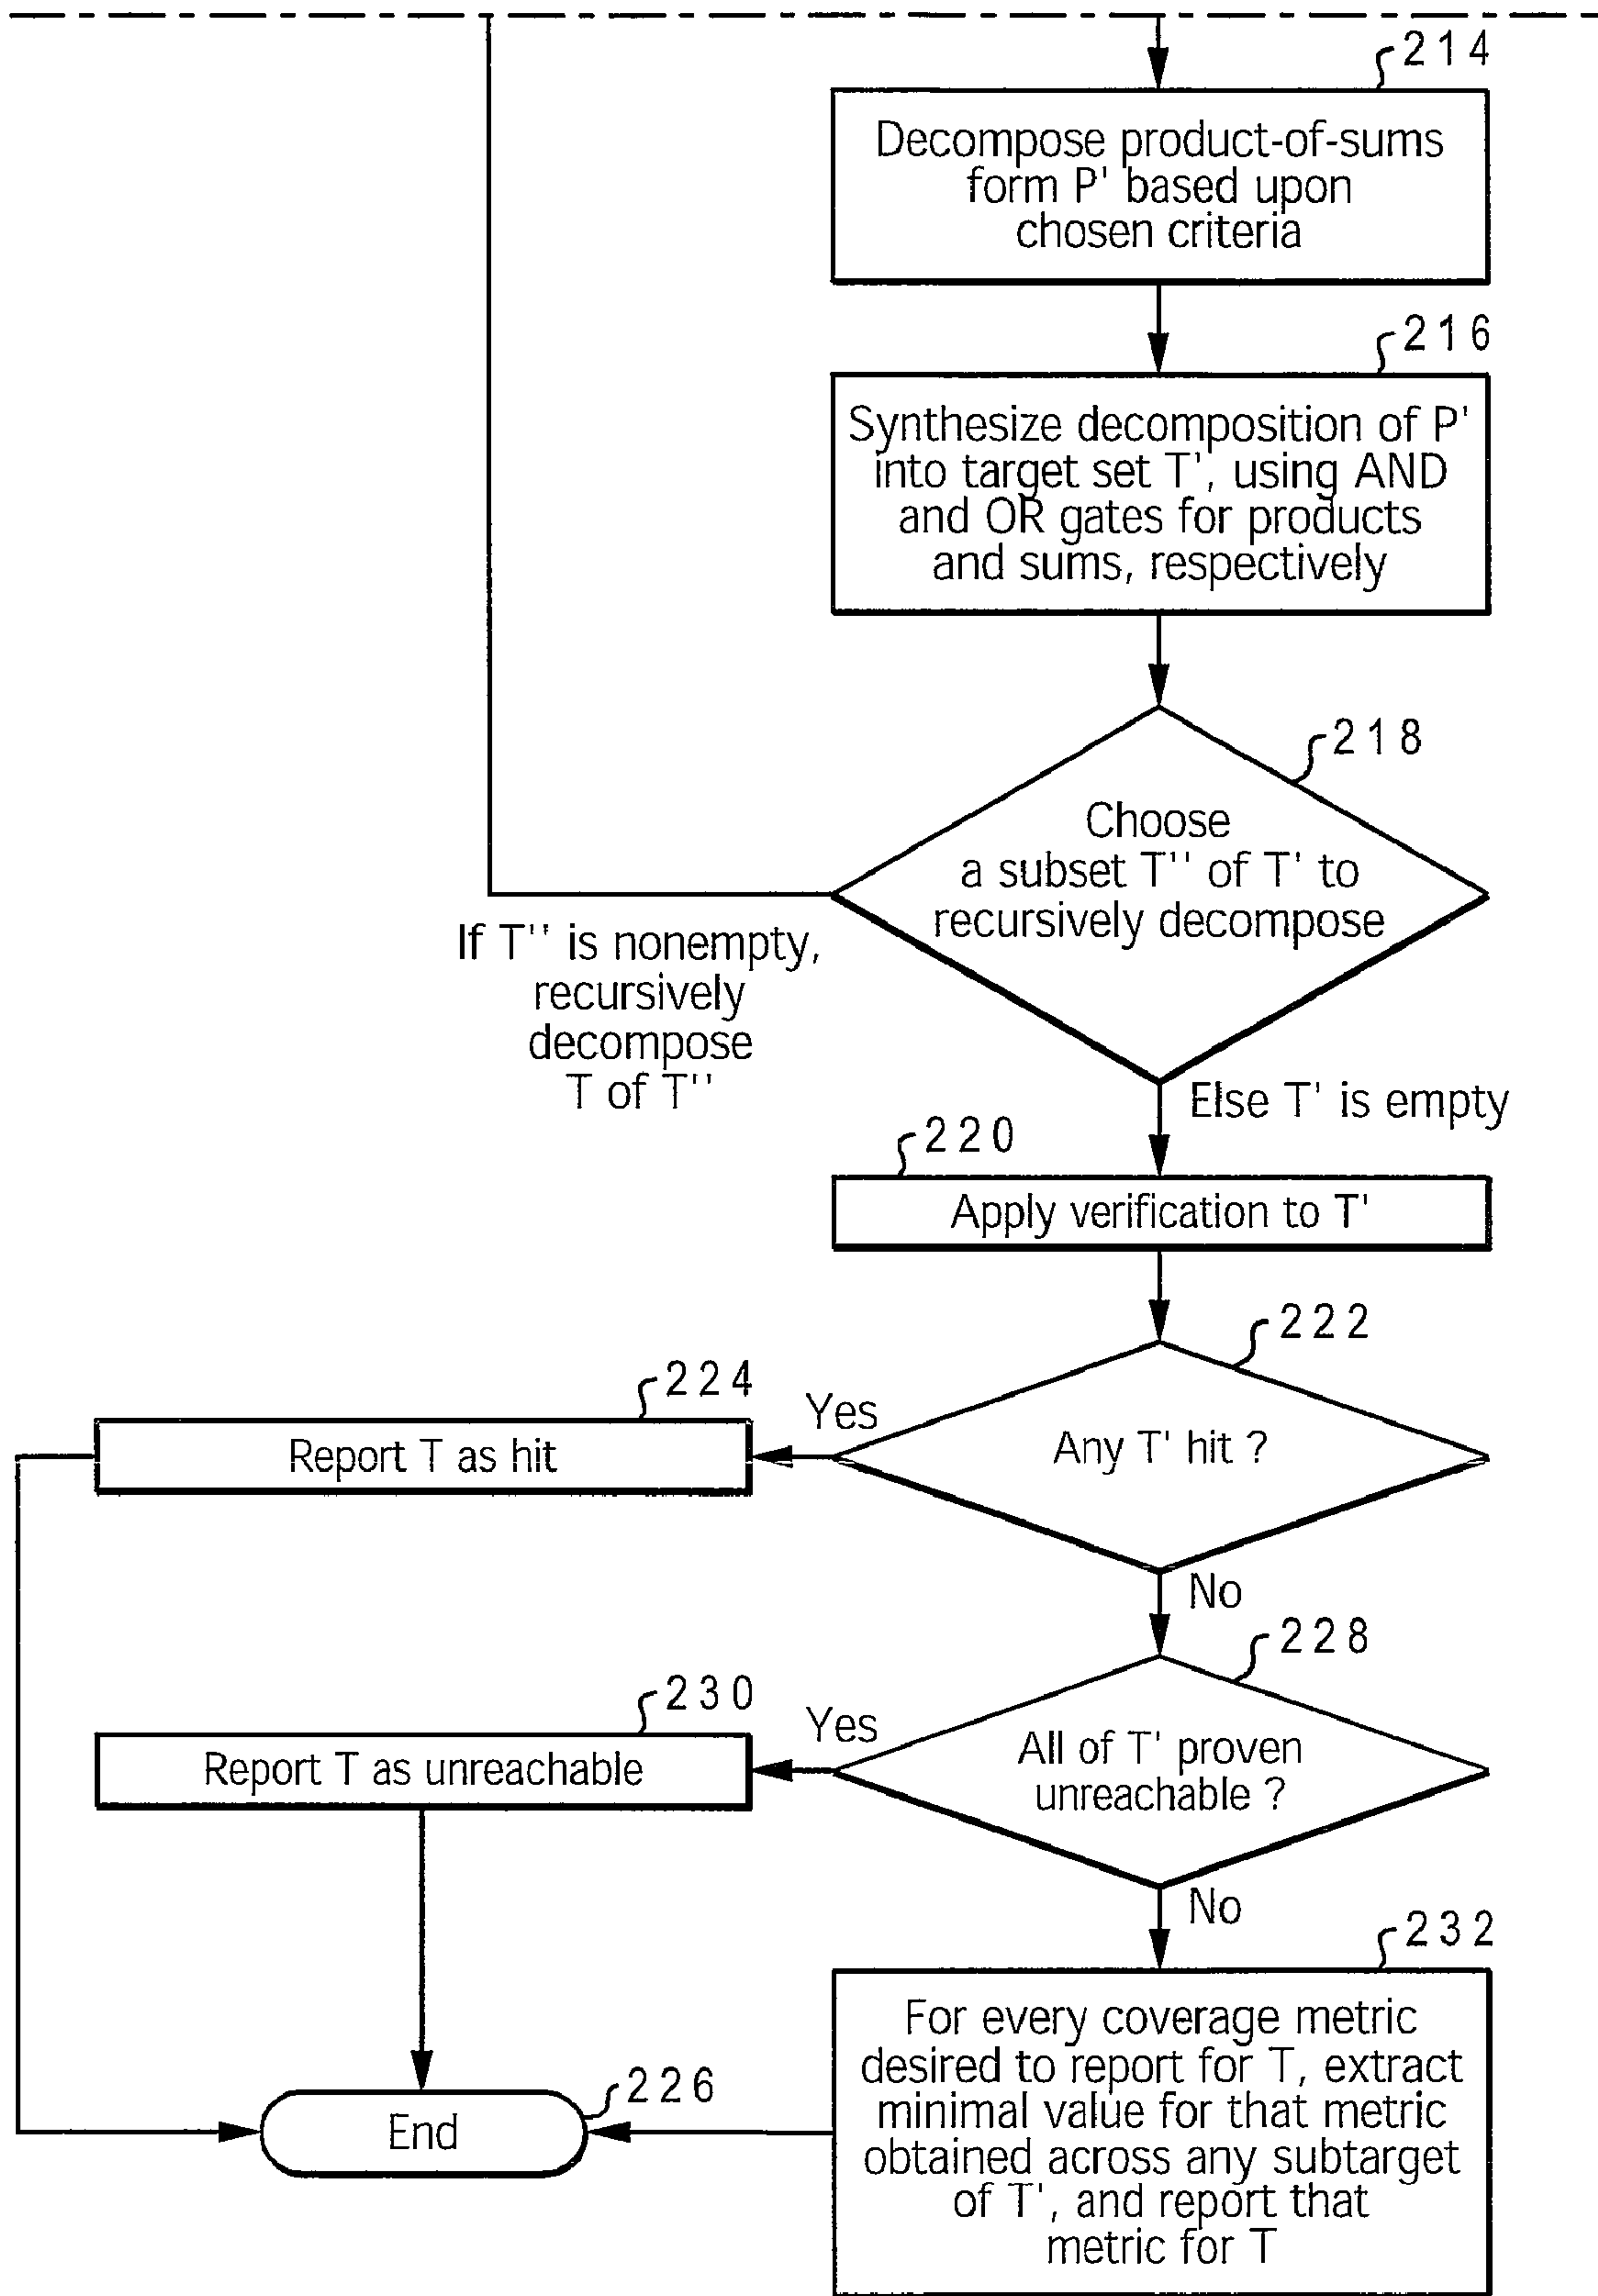 214
Decompose product-of-sums
form P' based upon
chosen criteria
216
Synthesize decomposition of P'
into target set T', using AND
and OR gates for products
and sums, respectively
218
Choose
a subset T'' of T' to
recursively decompose
If T'' is nonempty,
recursively
decompose
T of T''
Else T' is empty
220
Apply verification to T'
222
Any T' hit ?
Yes
224
Report T as hit
No
228
All of T' proven
unreachable ?
Yes
230
Report T as unreachable
No
232
For every coverage metric
desired to report for T, extract
minimal value for that metric
obtained across any subtarget
of T', and report that
metric for T
226
End